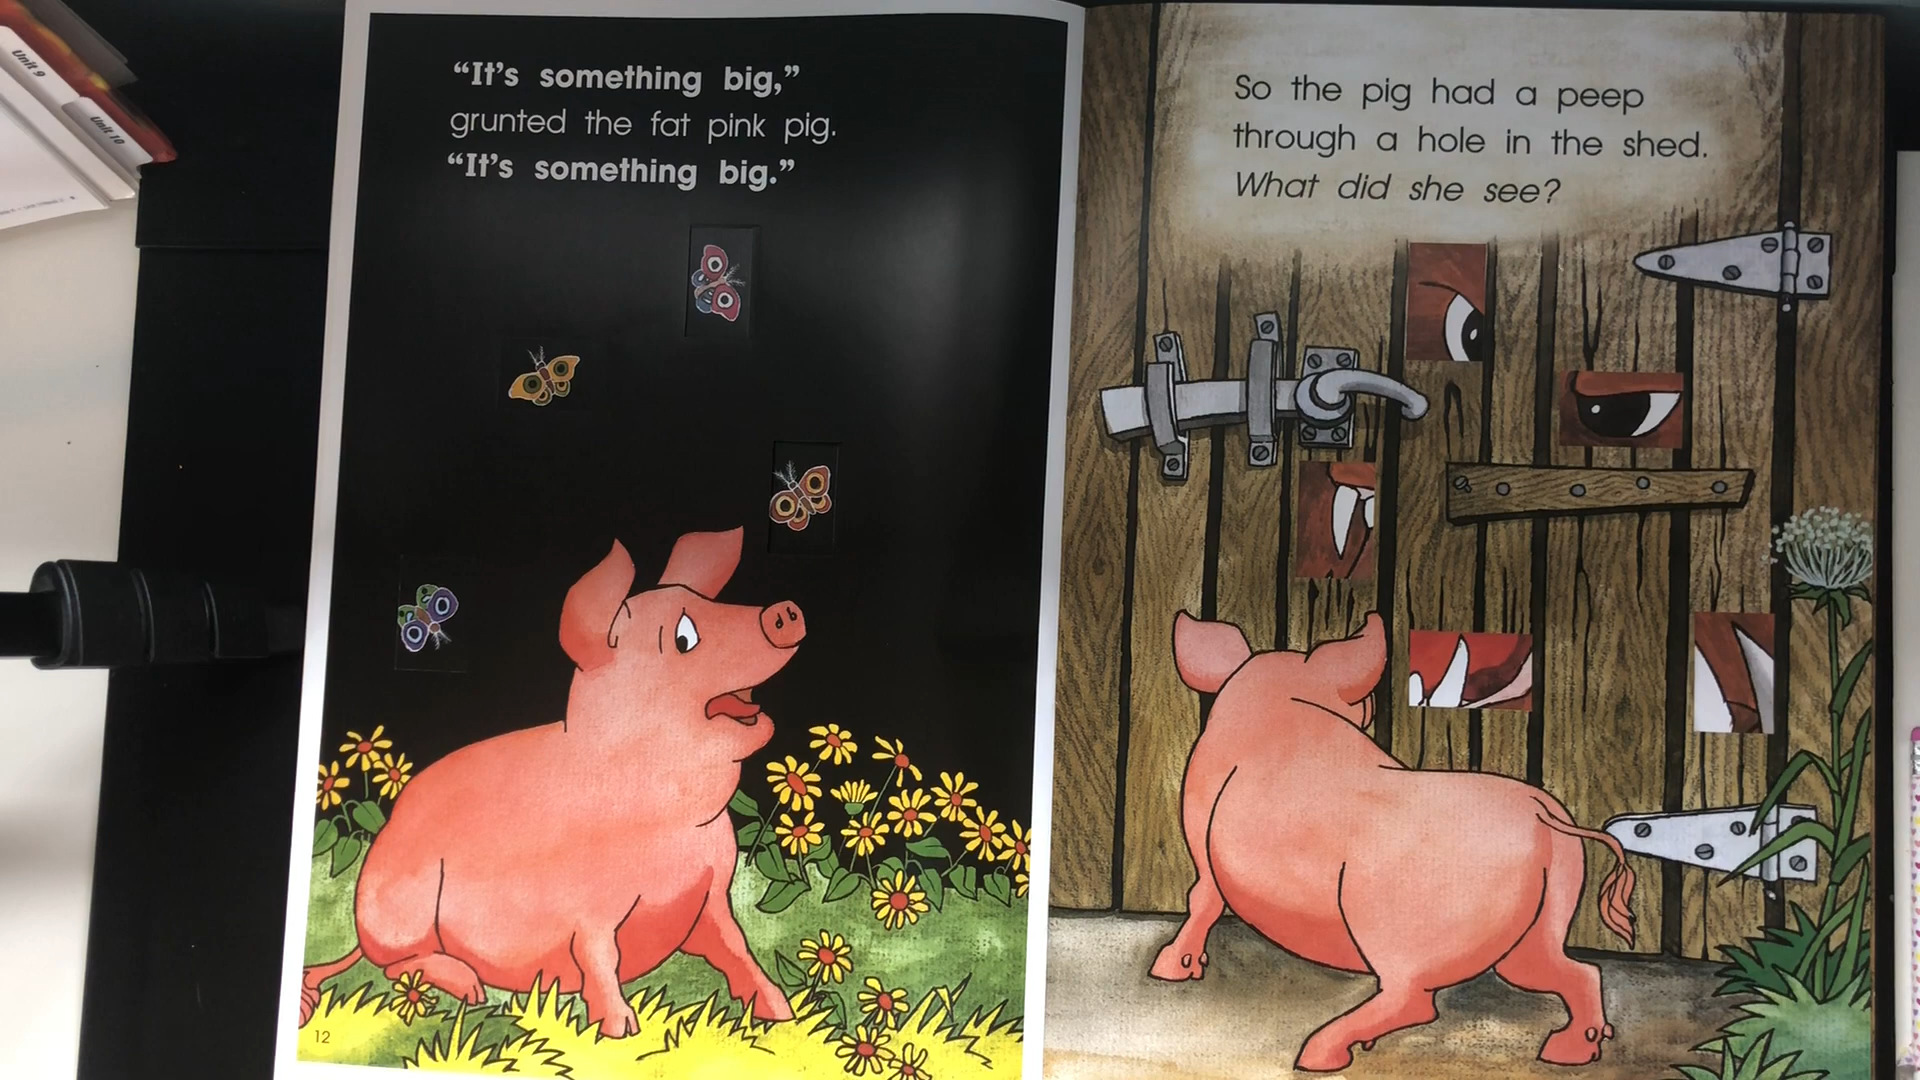 Unit 9
Unit 10
“It’s something big,”
grunted the fat pink pig.
“It’s something big.”
12
So the pig had a peep
through a hole in the shed.
What did she see?